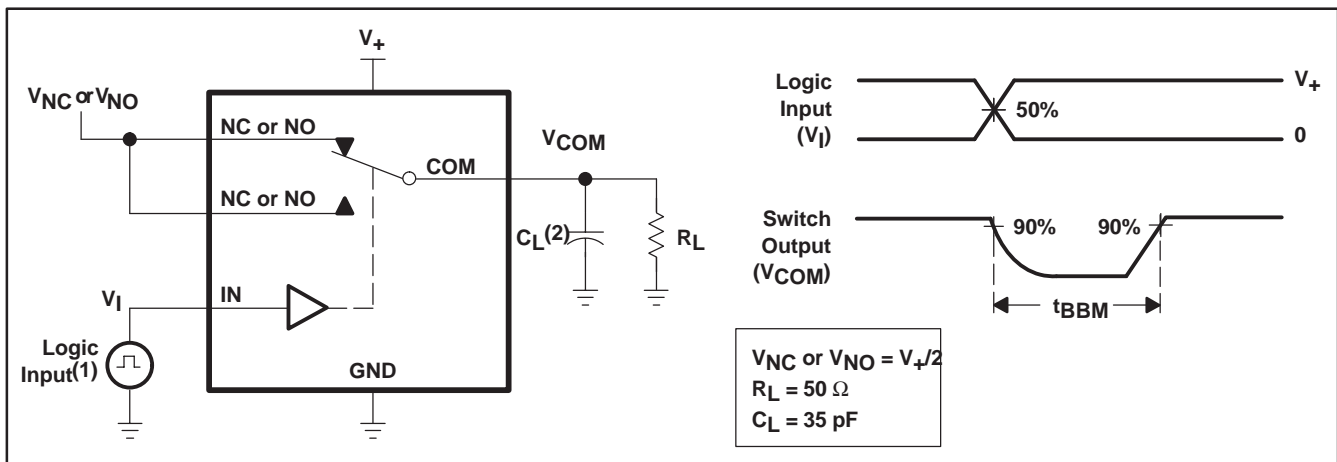 V+
VNC or VNO
NC or NO
COM
VCOM
NC or NO
CL(2)
RL
VI
IN
Logic
Input(1)
GND
Logic
Input
(VI)
V+
50%
0
Switch
Output
(VCOM)
90%
90%
tBBM
VNC or VNO = V+/2
RL = 50 Ω
CL = 35 pF